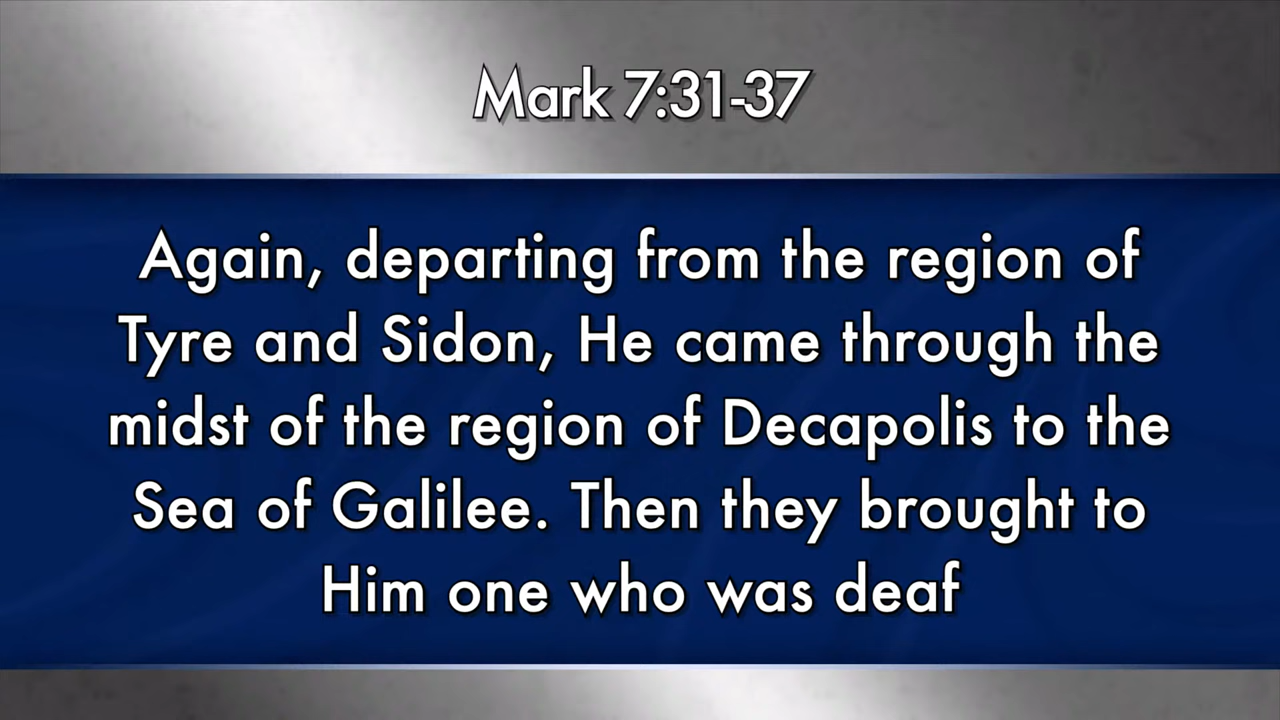 Mark 7:31-37
Again, departing from the region of
Tyre and Sidon, He came through the
midst of the region of Decapolis to the
Sea of Galilee. Then they brought to
Him one who was deaf